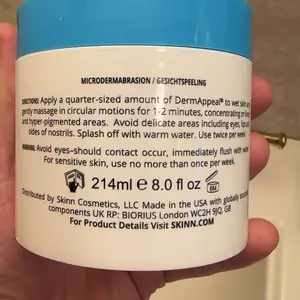 MICRODERMABRASION / GESICHTSPEELING
DIRECTIONS: Apply a quarter-sized amount of DermAppeal® to wet skin and
gently massage in circular motions for 1-2 minutes, concentrating on
and hyper-pigmented areas. Avoid delicate areas including eyes, lips and
sides of nostrils. Splash off with warm water. Use twice per week.
WARNING: Avoid eyes–should contact occur, immediately flush with
For sensitive skin, use no more than once per week.
214ml ℮ 8.0 fl oz 6M
Distributed by Skinn Cosmetics, LLC Made in the USA with globally sourced
components UK RP: BIORIUS London WC2H 9JQ, GB
For Product Details Visit SKINN.COM